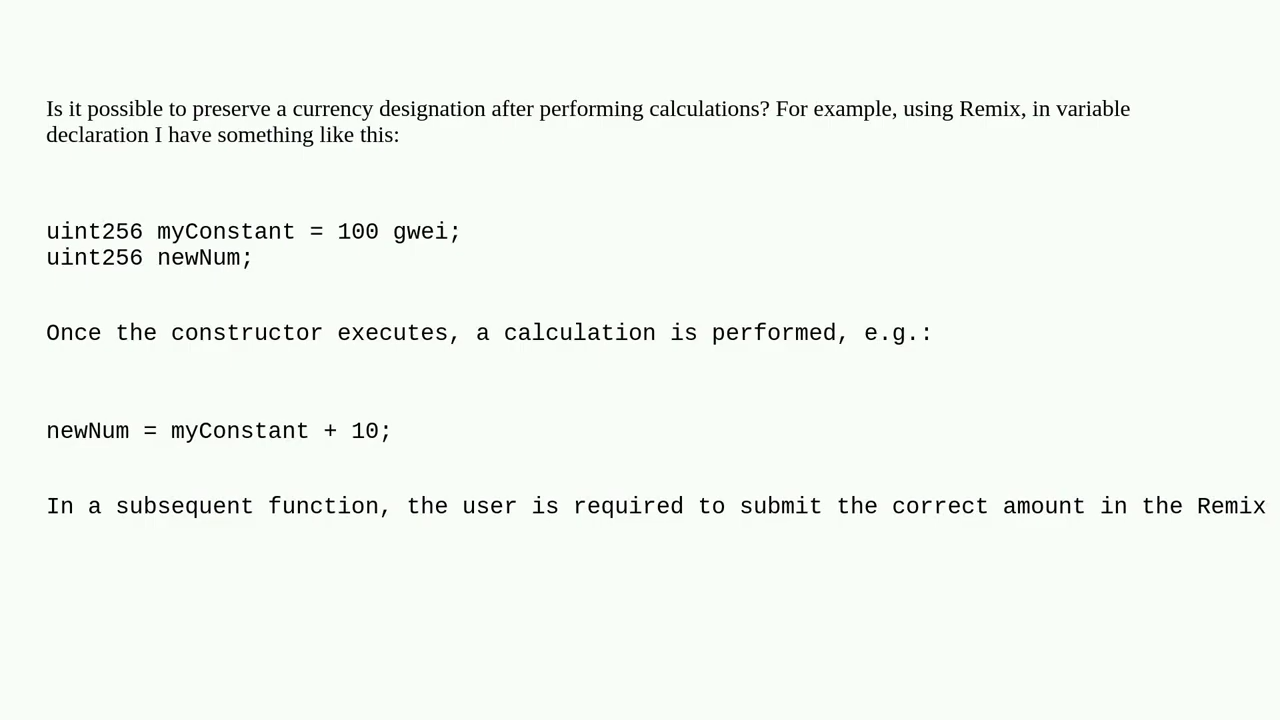 Is it possible to preserve a currency designation after performing calculations? For example, using Remix, in variable
declaration I have something like this:
uint256 myConstant = 100 gwei;
uint256 newNum;
Once the constructor executes, a calculation is performed, e.g.:
newNum = myConstant + 10;
In a subsequent function, the user is required to submit the correct amount in the Remix